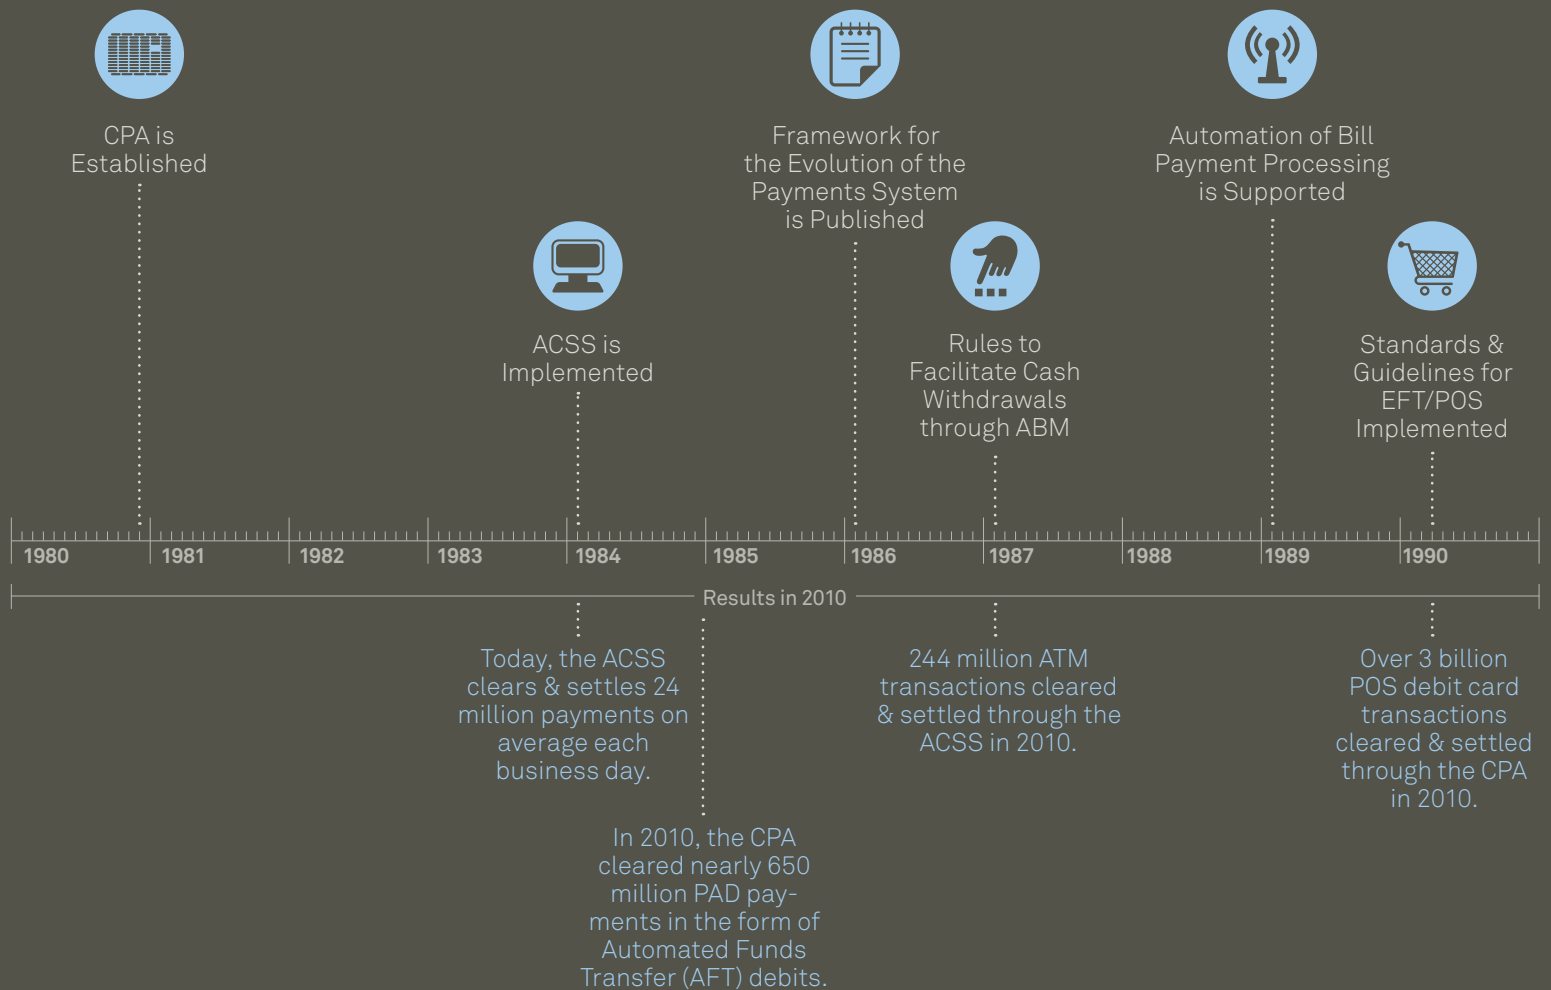 CPA is
Established
Framework for
the Evolution of the
Payments System
is Published
Automation of Bill
Payment Processing
is Supported
ACSS is
Implemented
Rules to
Facilitate Cash
Withdrawals
through ABM
Standards &
Guidelines for
EFT/POS
Implemented
1980 1981 1982 1983 1984 1985 1986 1987 1988 1989 1990
Results in 2010
Today, the ACSS
clears & settles 24
million payments on
average each
business day.
244 million ATM
transactions cleared
& settled through the
ACSS in 2010.
Over 3 billion
POS debit card
transactions
cleared & settled
through the CPA
in 2010.
In 2010, the CPA
cleared nearly 650
million PAD pay-
ments in the form of
Automated Funds
Transfer (AFT) debits.